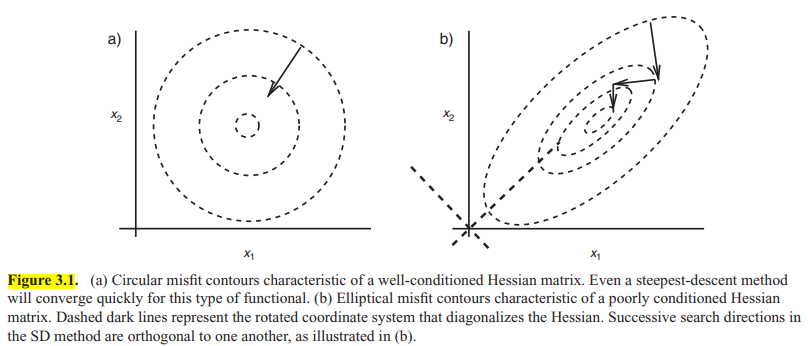 a)
b)
x2
x2
x1
x1
Figure 3.1. (a) Circular misfit contours characteristic of a well-conditioned Hessian matrix. Even a steepest-descent method
will converge quickly for this type of functional. (b) Elliptical misfit contours characteristic of a poorly conditioned Hessian
matrix. Dashed dark lines represent the rotated coordinate system that diagonalizes the Hessian. Successive search directions in
the SD method are orthogonal to one another, as illustrated in (b).